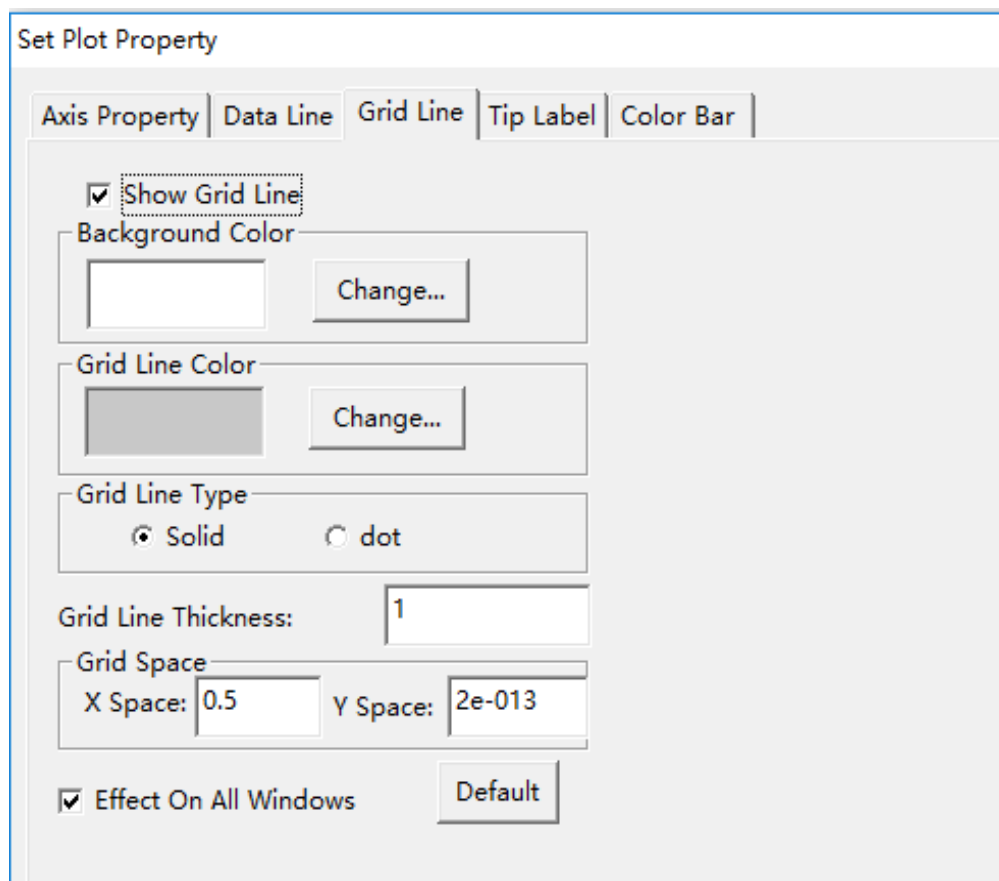 Set Plot Property
Axis Property Data Line Grid Line Tip Label Color Bar
Show Grid Line
Background Color
Change...
Grid Line Color
Change...
Grid Line Type
Solid dot
Grid Line Thickness: 1
Grid Space
X Space: 0.5 Y Space: 2e-013
Effect On All Windows Default